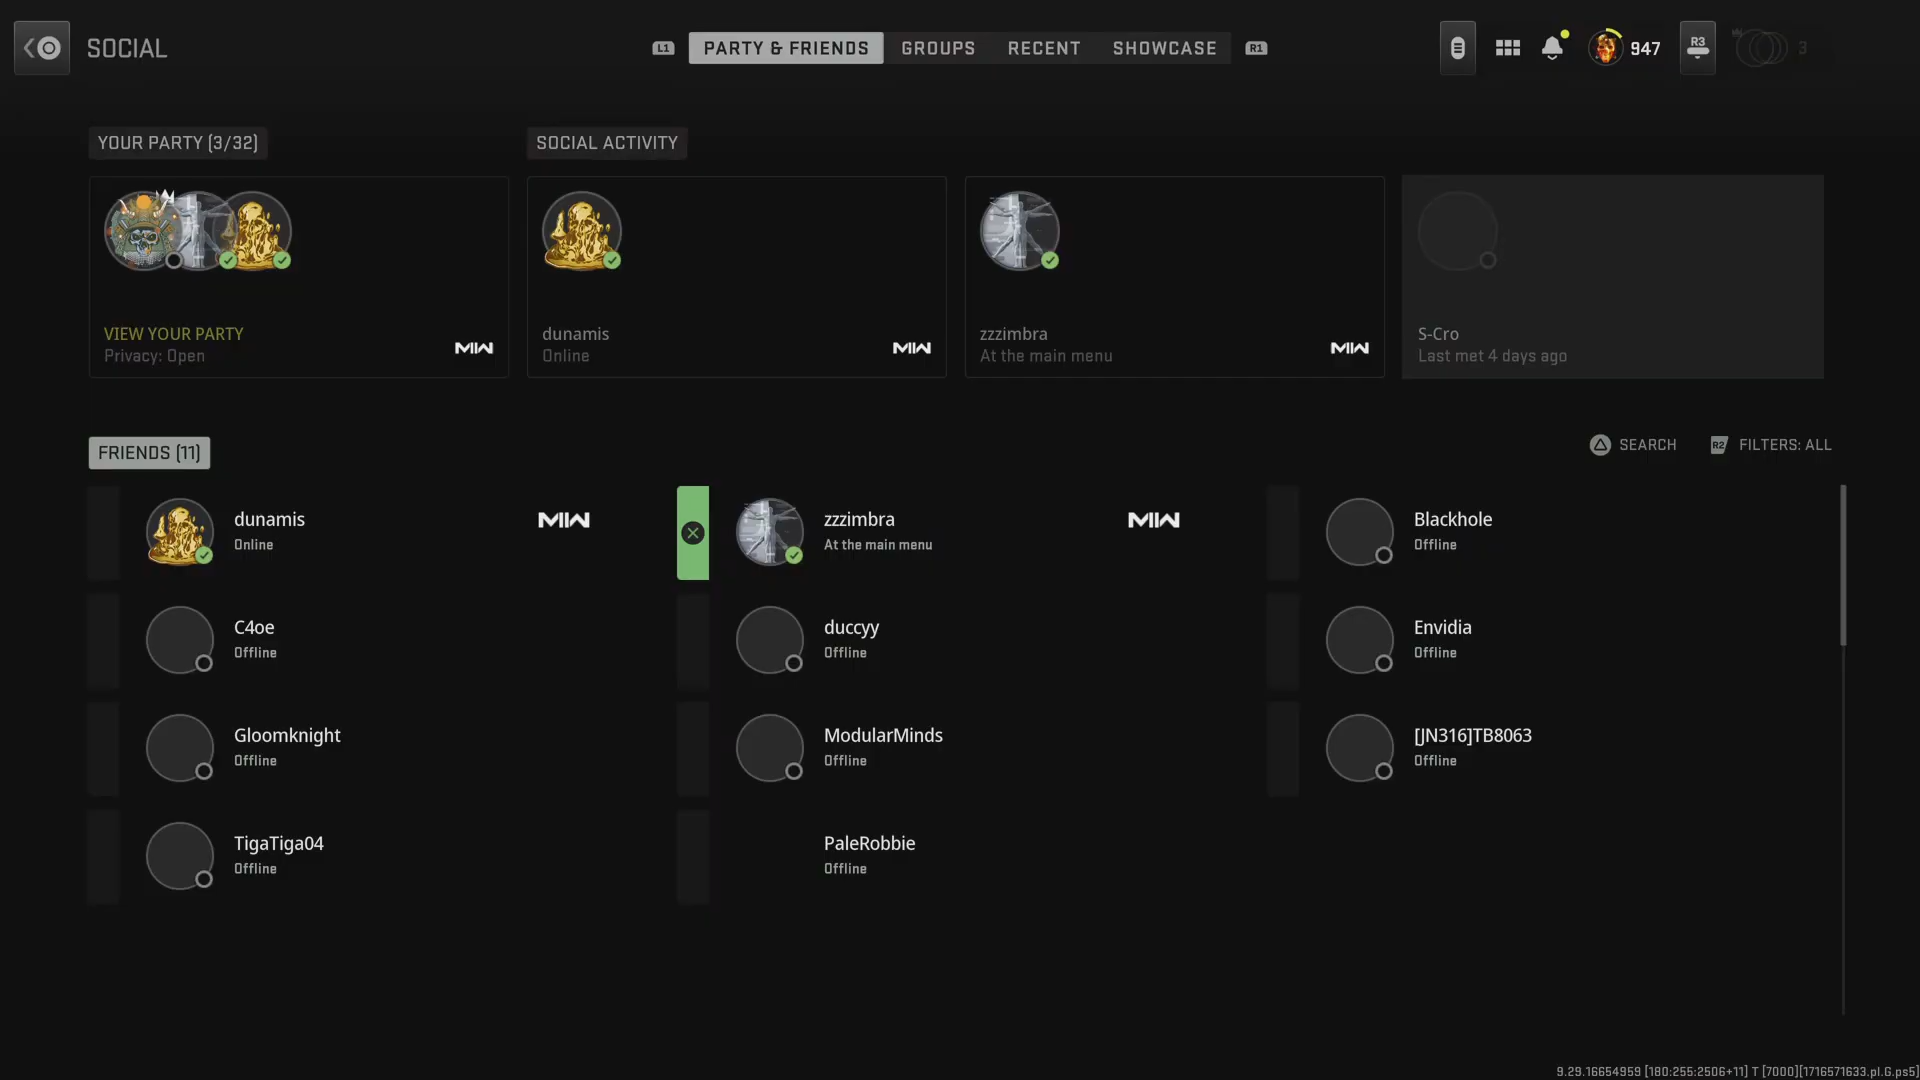 SOCIAL
L1 PARTY & FRIENDS GROUPS RECENT SHOWCASE R1
947
R3
3
YOUR PARTY (3/32)
SOCIAL ACTIVITY
VIEW YOUR PARTY
Privacy: Open
MW
dunamis
Online
MW
zzzimbra
At the main menu
MW
S-Cro
Last met 4 days ago
FRIENDS (11)
SEARCH
R2 FILTERS: ALL
dunamis
Online
MW
zzzimbra
At the main menu
MW
Blackhole
Offline
C4oe
Offline
duccyy
Offline
Envidia
Offline
Gloomknight
Offline
ModularMinds
Offline
[JN316]TB8063
Offline
TigaTiga04
Offline
PaleRobbie
Offline
9.29.16654959 [180:255:2506+11] T [7000][1716571633.pl.G.ps5]